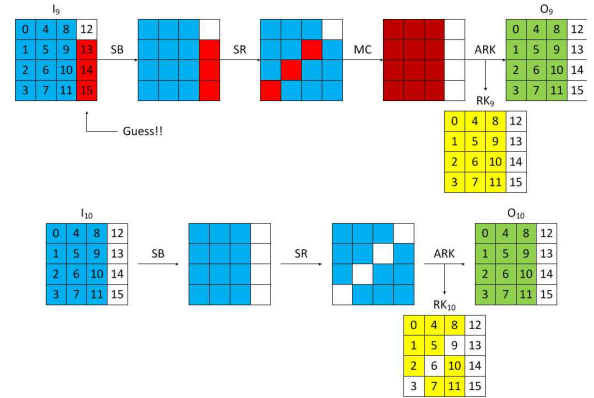 I9 O9
0 4 8 12 0 4 8 12
1 5 9 13 SB SR MC ARK 1 5 9 13
2 6 10 14 2 6 10 14
3 7 11 15 3 7 11 15
RK9
Guess!!
0 4 8 12
1 5 9 13
2 6 10 14
3 7 11 15
I10 O10
0 4 8 12 0 4 8 12
1 5 9 13 SB SR ARK 1 5 9 13
2 6 10 14 2 6 10 14
3 7 11 15 3 7 11 15
RK10
0 4 8 12
1 5 9 13
2 6 10 14
3 7 11 15